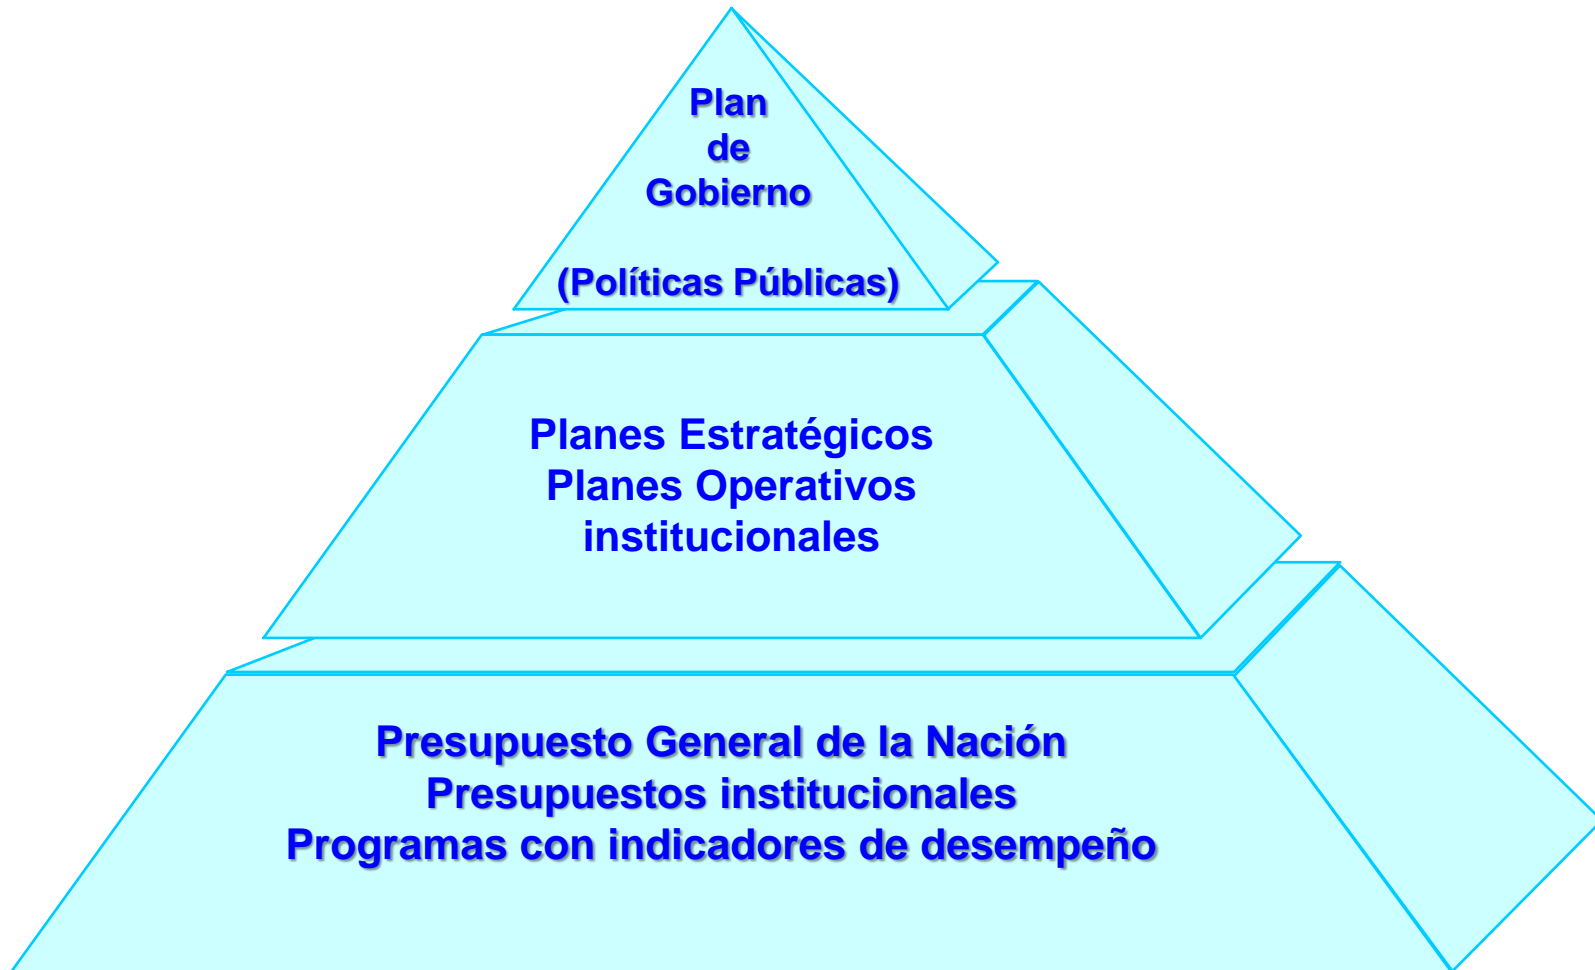 Plan
de
Gobierno
(Políticas Públicas)
Planes Estratégicos
Planes Operativos
institucionales
Presupuesto General de la Nación
Presupuestos institucionales
Programas con indicadores de desempeño